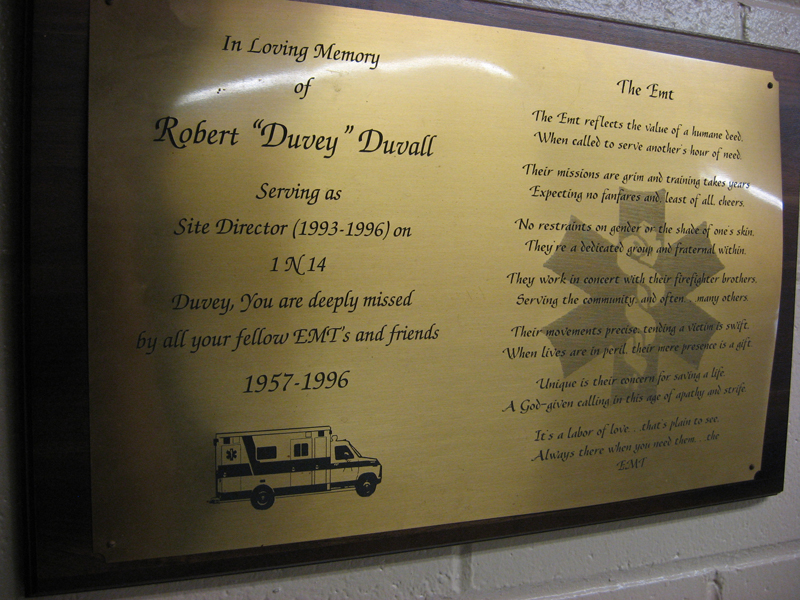 In Loving Memory
of
Robert "Duvey" Duvall
Serving as
Site Director (1993-1996) on
1 N 14
Duvey, You are deeply missed
by all your fellow EMT's and friends
1957-1996
The Emt
The Emt reflects the value of a humane deed,
When called to serve another's hour of need.
Their missions are grim and training takes years
Expecting no fanfares and, least of all, cheers.
No restraints on gender or the shade of one's skin,
They're a dedicated group and fraternal within.
They work in concert with their firefighter brothers,
Serving the community, and often. . .many others.
Their movements precise, tending a victim is swift,
When lives are in peril, their mere presence is a gift.
Unique is their concern for saving a life,
A God-given calling in this age of apathy and strife.
It's a labor of love. . .that's plain to see,
Always there when you need them. . .the
EMT